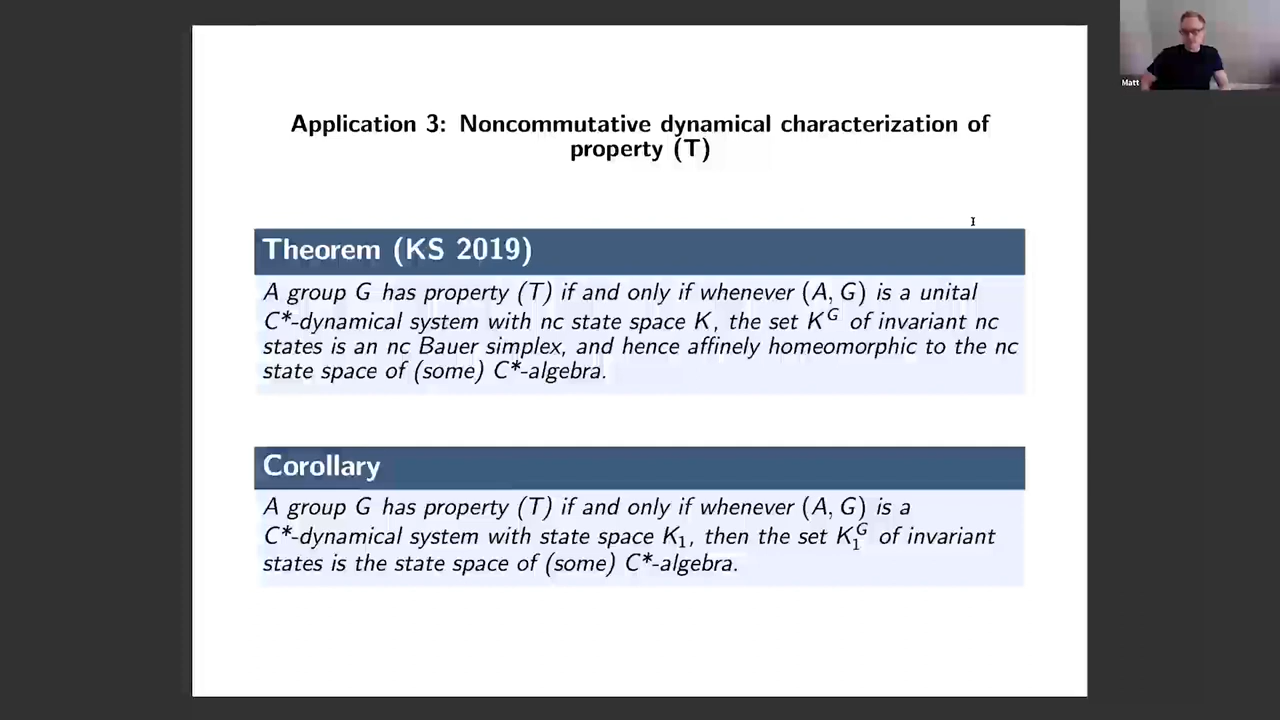 Matt
Application 3: Noncommutative dynamical characterization of
property (T)
Theorem (KS 2019)
A group G has property (T) if and only if whenever (A, G) is a unital
C*-dynamical system with nc state space K, the set K^G of invariant nc
states is an nc Bauer simplex, and hence affinely homeomorphic to the nc
state space of (some) C*-algebra.
Corollary
A group G has property (T) if and only if whenever (A, G) is a
C*-dynamical system with state space K₁, then the set K₁^G of invariant
states is the state space of (some) C*-algebra.